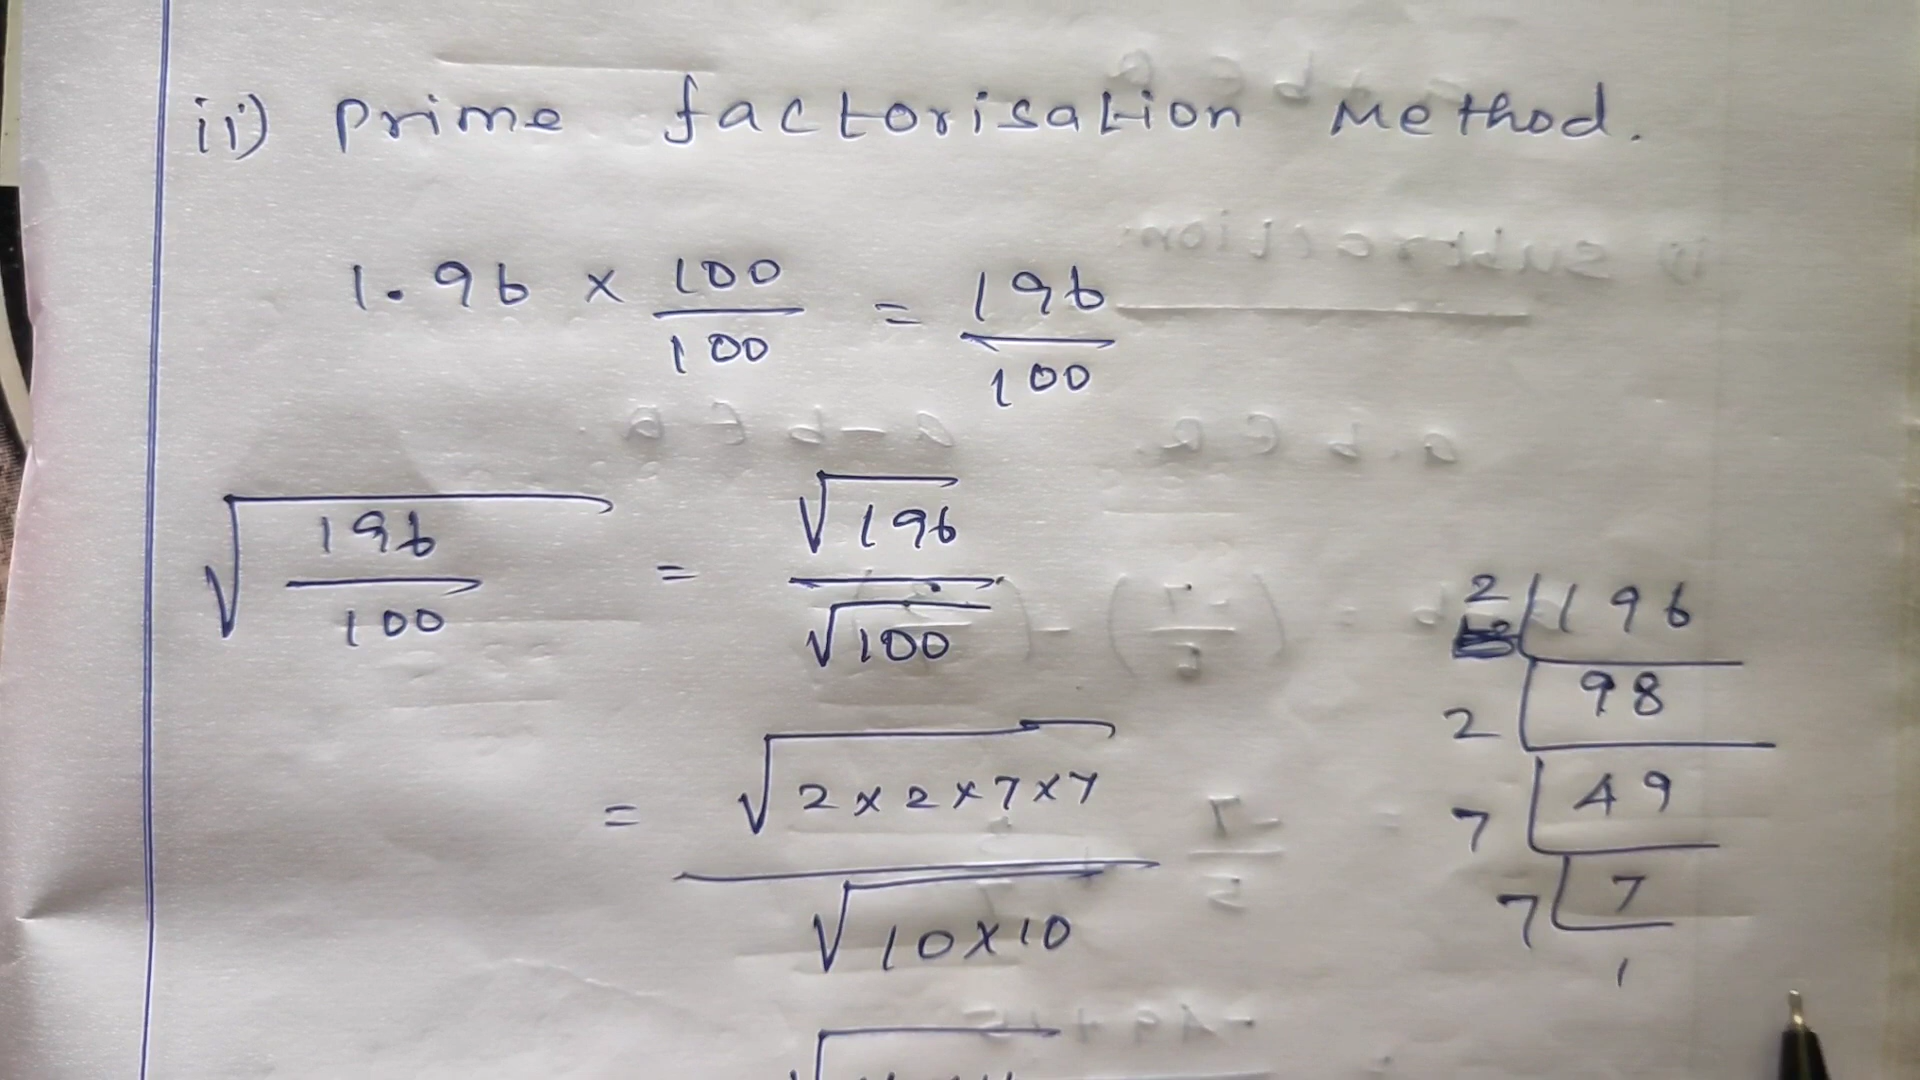 ii) Prime factorisation Method.
1.96 × 100/100 = 196/100
√(196/100) = √196/√100
= √(2×2×7×7)/√(10×10)
2 | 196
2 | 98
7 | 49
7 | 7
1